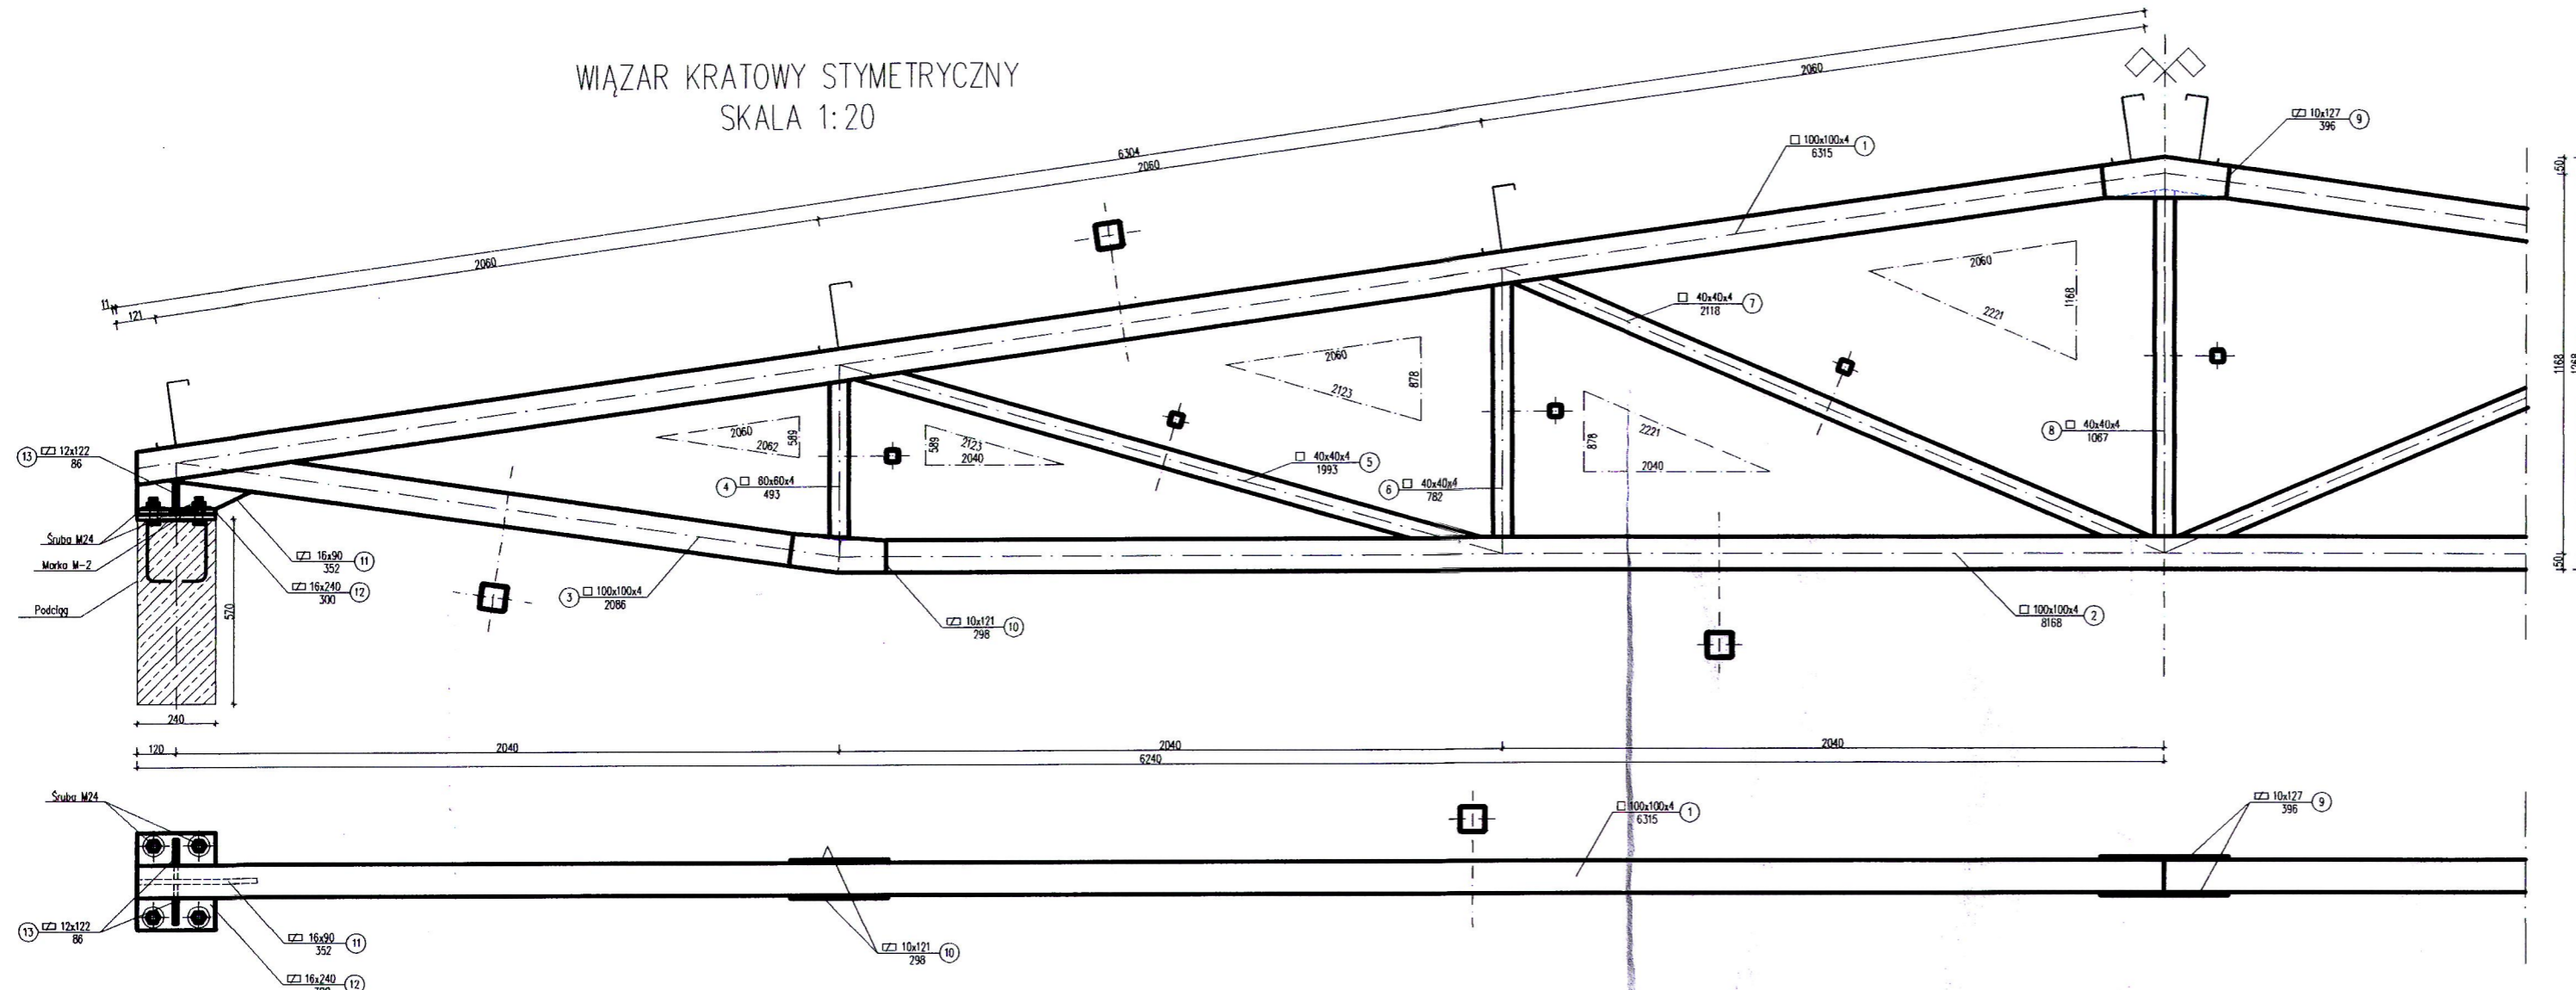 WIĄZAR KRATOWY STYMETRYCZNY
SKALA 1:20
6304
2060
2060
2060
11
121
□ 100x100x4 ①
6315
10x127 ⑨
396
50
1168
1268
50
□ 40x40x4 ⑦
2118
2060
1168
2221
2060
878
2123
2060
589
2062
589
2123
2040
878
2221
2040
⑬ 12x122
86
④ □ 60x60x4
493
□ 40x40x4 ⑤
1993
⑥ □ 40x40x4
782
⑧ □ 40x40x4
1067
Śruba M24
Marka M-2
Podciąg
16x90 ⑪
352
16x240 ⑫
300
570
③ □ 100x100x4
2086
10x121 ⑩
298
□ 100x100x4 ②
8168
240
120
2040
2040
2040
6240
Śruba M24
□ 100x100x4 ①
6315
10x127 ⑨
396
⑬ 12x122
86
16x90 ⑪
352
16x240 ⑫
10x121 ⑩
298